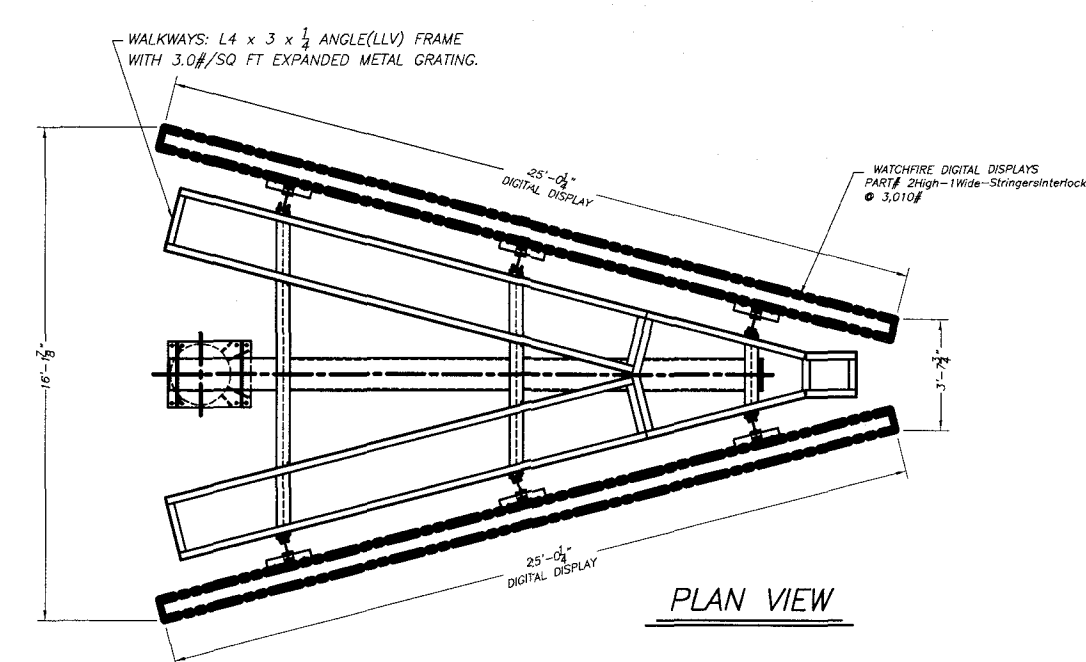 WALKWAYS: L4 x 3 x 1/4 ANGLE(LLV) FRAME
WITH 3.0#/SQ FT EXPANDED METAL GRATING.
25'-0 1/4"
DIGITAL DISPLAY
WATCHFIRE DIGITAL DISPLAYS
PART# 2High-1Wide-StringersInterlock
@ 3,010#
16'-1 7/8"
3'-7 3/4"
25'-0 1/4"
DIGITAL DISPLAY
PLAN VIEW